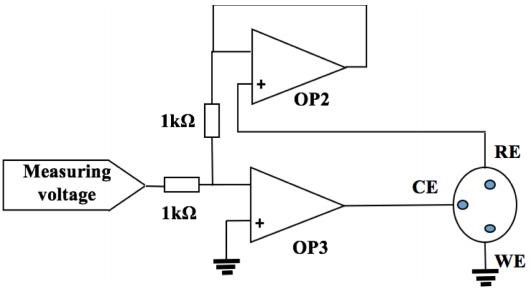 +
OP2
1kΩ
RE
Measuring
voltage
CE
1kΩ
+
OP3
WE